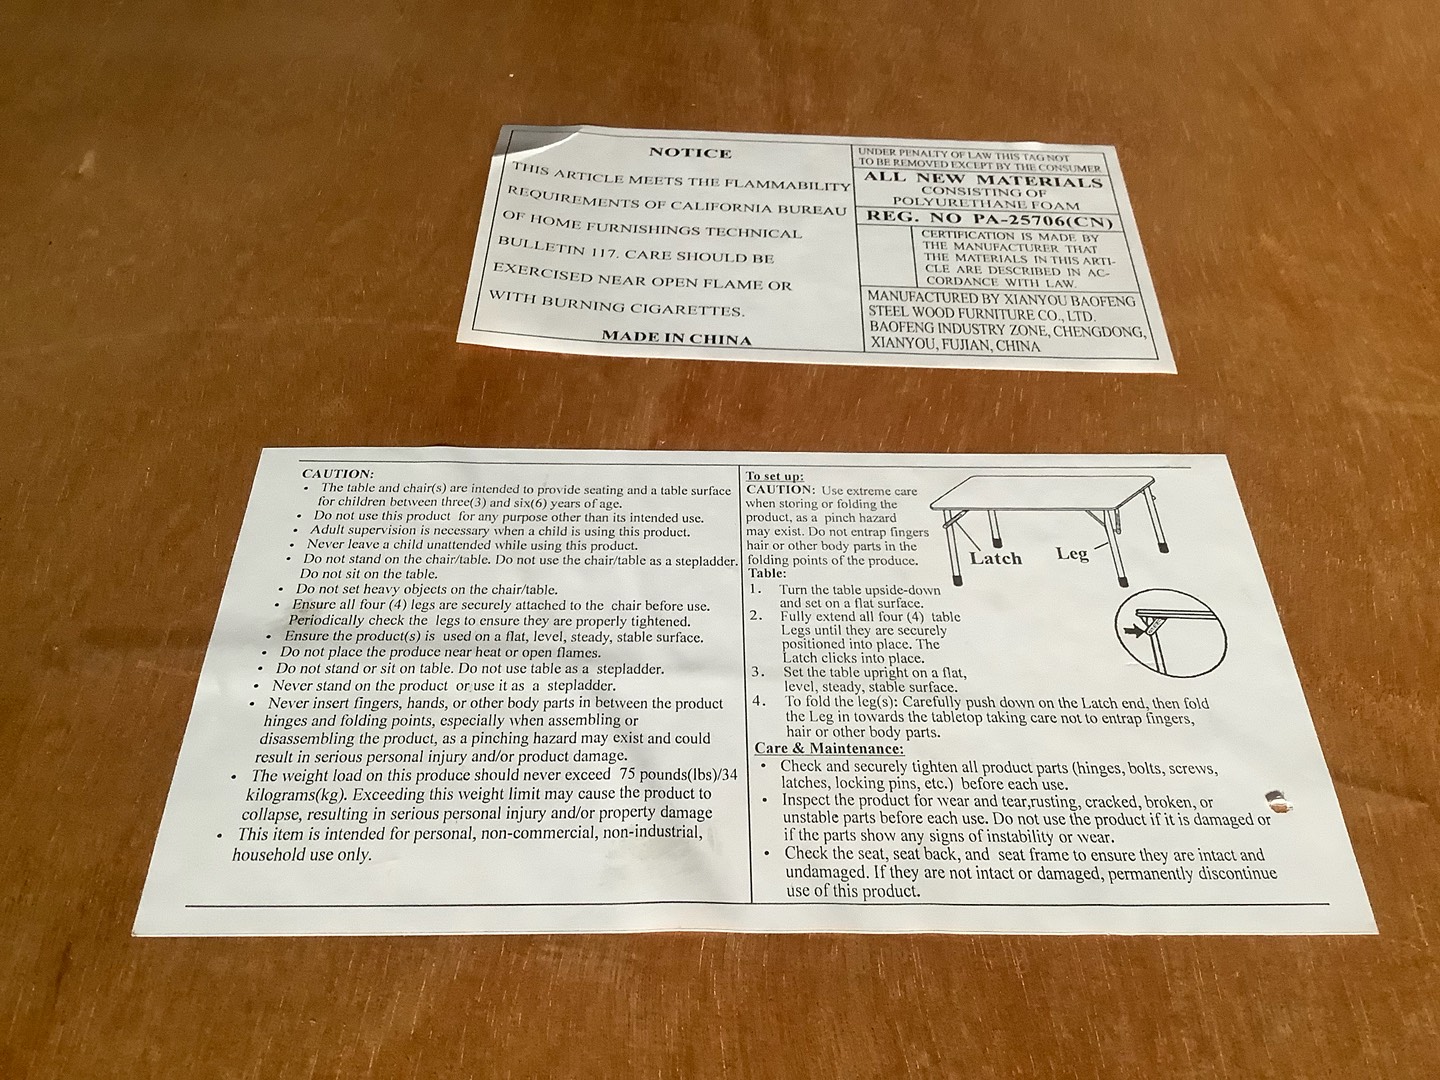 NOTICE
THIS ARTICLE MEETS THE FLAMMABILITY
REQUIREMENTS OF CALIFORNIA BUREAU
OF HOME FURNISHINGS TECHNICAL
BULLETIN 117. CARE SHOULD BE
EXERCISED NEAR OPEN FLAME OR
WITH BURNING CIGARETTES.
MADE IN CHINA
UNDER PENALTY OF LAW THIS TAG NOT
TO BE REMOVED EXCEPT BY THE CONSUMER
ALL NEW MATERIALS
CONSISTING OF
POLYURETHANE FOAM
REG. NO PA-25706(CN)
CERTIFICATION IS MADE BY
THE MANUFACTURER THAT
THE MATERIALS IN THIS ARTI-
CLE ARE DESCRIBED IN AC-
CORDANCE WITH LAW.
MANUFACTURED BY XIANYOU BAOFENG
STEEL WOOD FURNITURE CO., LTD.
BAOFENG INDUSTRY ZONE, CHENGDONG,
XIANYOU, FUJIAN, CHINA
CAUTION:
• The table and chair(s) are intended to provide seating and a table surface
for children between three(3) and six(6) years of age.
• Do not use this product for any purpose other than its intended use.
• Adult supervision is necessary when a child is using this product.
• Never leave a child unattended while using this product.
• Do not stand on the chair/table. Do not use the chair/table as a stepladder.
Do not sit on the table.
• Do not set heavy objects on the chair/table.
• Ensure all four (4) legs are securely attached to the chair before use.
Periodically check the legs to ensure they are properly tightened.
• Ensure the product(s) is used on a flat, level, steady, stable surface.
• Do not place the produce near heat or open flames.
• Do not stand or sit on table. Do not use table as a stepladder.
• Never stand on the product or use it as a stepladder.
• Never insert fingers, hands, or other body parts in between the product
hinges and folding points, especially when assembling or
disassembling the product, as a pinching hazard may exist and could
result in serious personal injury and/or product damage.
• The weight load on this produce should never exceed 75 pounds(lbs)/34
kilograms(kg). Exceeding this weight limit may cause the product to
collapse, resulting in serious personal injury and/or property damage
• This item is intended for personal, non-commercial, non-industrial,
household use only.
To set up:
CAUTION: Use extreme care
when storing or folding the
product, as a pinch hazard
may exist. Do not entrap fingers
hair or other body parts in the
folding points of the produce.
Latch
Leg
Table:
1. Turn the table upside-down
and set on a flat surface.
2. Fully extend all four (4) table
Legs until they are securely
positioned into place. The
Latch clicks into place.
3. Set the table upright on a flat,
level, steady, stable surface.
4. To fold the leg(s): Carefully push down on the Latch end, then fold
the Leg in towards the tabletop taking care not to entrap fingers,
hair or other body parts.
Care & Maintenance:
• Check and securely tighten all product parts (hinges, bolts, screws,
latches, locking pins, etc.) before each use.
• Inspect the product for wear and tear,rusting, cracked, broken, or
unstable parts before each use. Do not use the product if it is damaged or
if the parts show any signs of instability or wear.
• Check the seat, seat back, and seat frame to ensure they are intact and
undamaged. If they are not intact or damaged, permanently discontinue
use of this product.